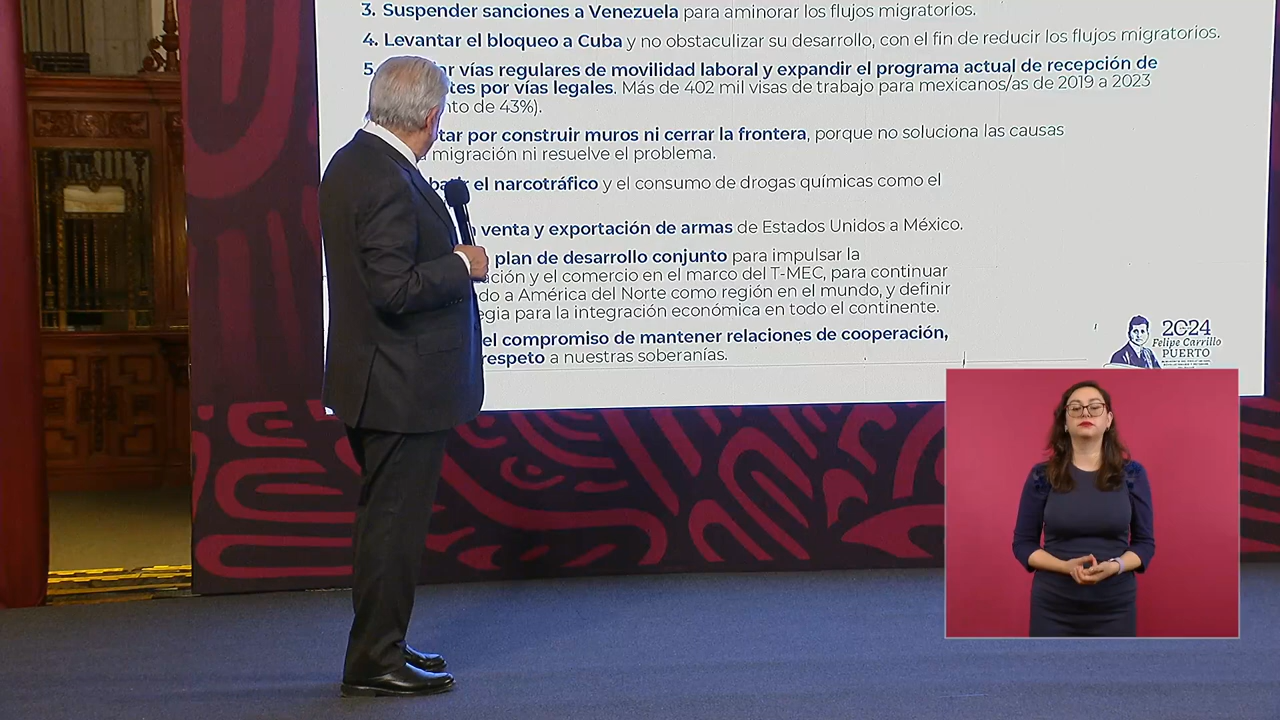 3. Suspender sanciones a Venezuela para aminorar los flujos migratorios.
4. Levantar el bloqueo a Cuba y no obstaculizar su desarrollo, con el fin de reducir los flujos migratorios.
5. r vías regulares de movilidad laboral y expandir el programa actual de recepción de
tes por vías legales. Más de 402 mil visas de trabajo para mexicanos/as de 2019 a 2023
nto de 43%).
tar por construir muros ni cerrar la frontera, porque no soluciona las causas
migración ni resuelve el problema.
el narcotráfico y el consumo de drogas químicas como el
venta y exportación de armas de Estados Unidos a México.
plan de desarrollo conjunto para impulsar la
ación y el comercio en el marco del T-MEC, para continuar
do a América del Norte como región en el mundo, y definir
egia para la integración económica en todo el continente.
el compromiso de mantener relaciones de cooperación,
respeto a nuestras soberanías.
2024
Felipe Carrillo
PUERTO